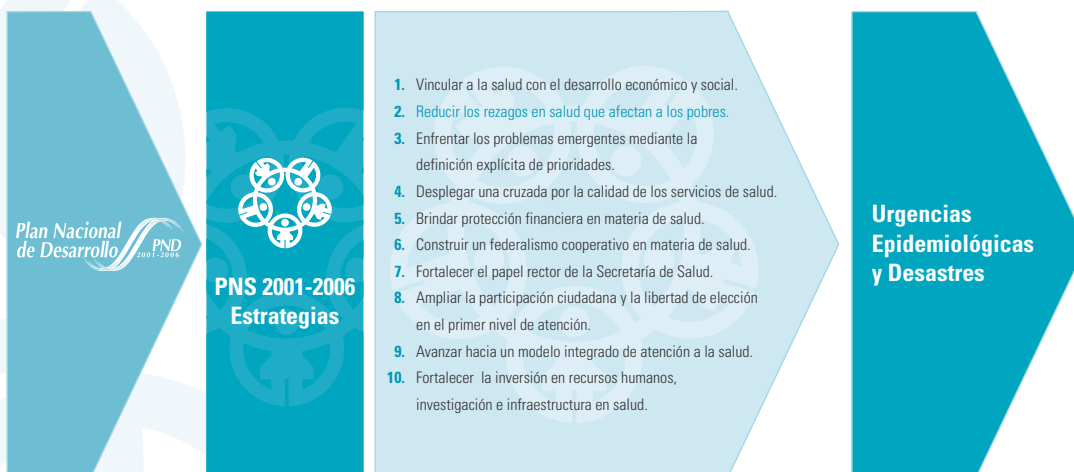 Plan Nacional
de Desarrollo
PND
2001-2006
PNS 2001-2006
Estrategias
1. Vincular a la salud con el desarrollo económico y social.
2. Reducir los rezagos en salud que afectan a los pobres.
3. Enfrentar los problemas emergentes mediante la
definición explícita de prioridades.
4. Desplegar una cruzada por la calidad de los servicios de salud.
5. Brindar protección financiera en materia de salud.
6. Construir un federalismo cooperativo en materia de salud.
7. Fortalecer el papel rector de la Secretaría de Salud.
8. Ampliar la participación ciudadana y la libertad de elección
en el primer nivel de atención.
9. Avanzar hacia un modelo integrado de atención a la salud.
10. Fortalecer la inversión en recursos humanos,
investigación e infraestructura en salud.
Urgencias
Epidemiológicas
y Desastres